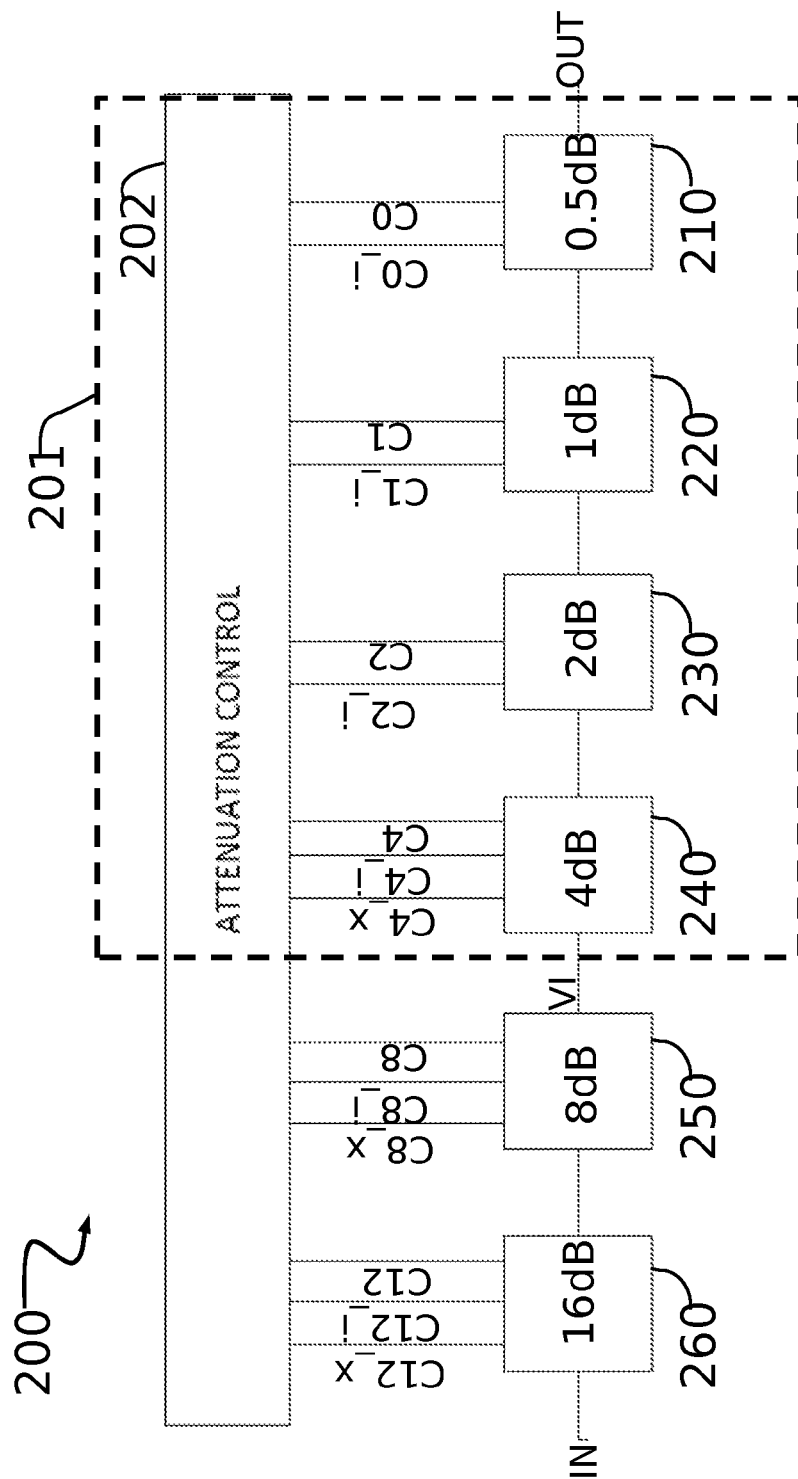 200
201
202
ATTENUATION CONTROL
C12_x
C12_i
C12
C8_x
C8_i
C8
C4_x
C4_i
C4
C2_i
C2
C1_i
C1
C0_i
C0
IN
16dB
8dB
VI
4dB
2dB
1dB
0.5dB
OUT
260
250
240
230
220
210